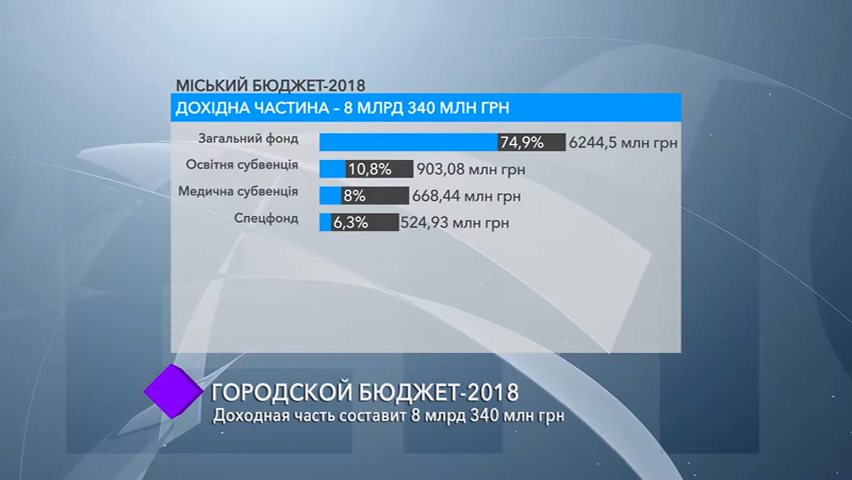 МІСЬКИЙ БЮДЖЕТ-2018
ДОХІДНА ЧАСТИНА – 8 МЛРД 340 МЛН ГРН
Загальний фонд 74,9% 6244,5 млн грн
Освітня субвенція 10,8% 903,08 млн грн
Медична субвенція 8% 668,44 млн грн
Спецфонд 6,3% 524,93 млн грн
ГОРОДСКОЙ БЮДЖЕТ-2018
Доходная часть составит 8 млрд 340 млн грн